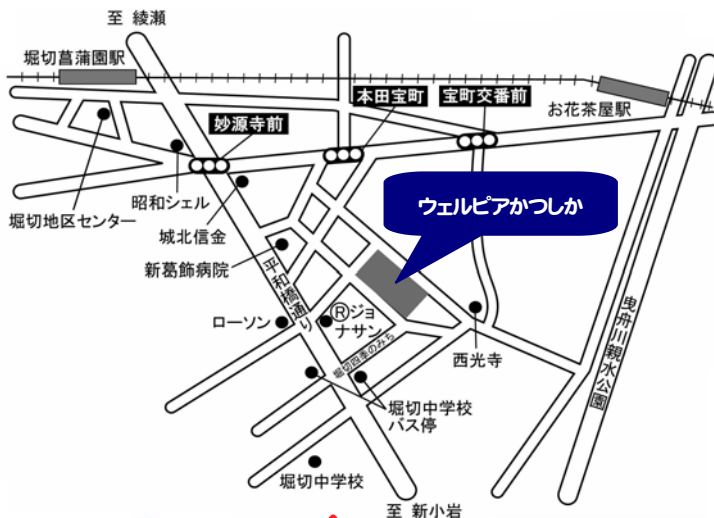 至 綾瀬
堀切菖蒲園駅
本田宝町
宝町交番前
お花茶屋駅
妙源寺前
昭和シェル
堀切地区センター
城北信金
ウェルピアかつしか
新葛飾病院
平和橋通り
ローソン
Ⓡジョ
ナサン
堀切四季のみち
西光寺
曳舟川親水公園
堀切中学校
バス停
堀切中学校
至 新小岩